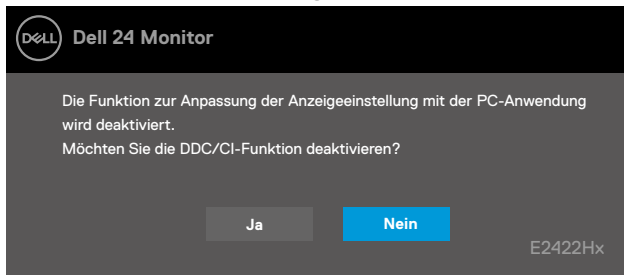 DELL Dell 24 Monitor
Die Funktion zur Anpassung der Anzeigeeinstellung mit der PC-Anwendung
wird deaktiviert.
Möchten Sie die DDC/CI-Funktion deaktivieren?
Ja Nein
E2422Hx